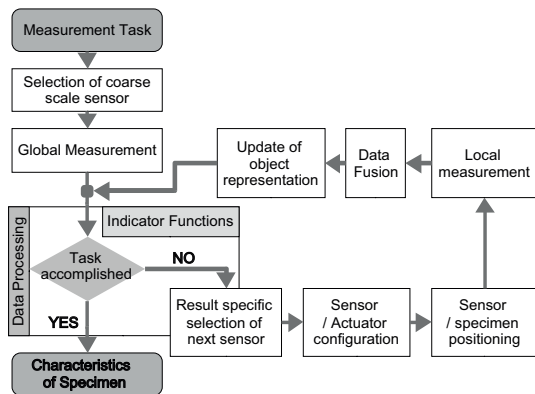 Measurement Task
Selection of coarse
scale sensor
Global Measurement
Update of
object
representation
Data
Fusion
Local
measurement
Data Processing
Indicator Functions
Task
accomplished
NO
YES
Result specific
selection of
next sensor
Sensor
/ Actuator
configuration
Sensor
/ specimen
positioning
Characteristics
of Specimen